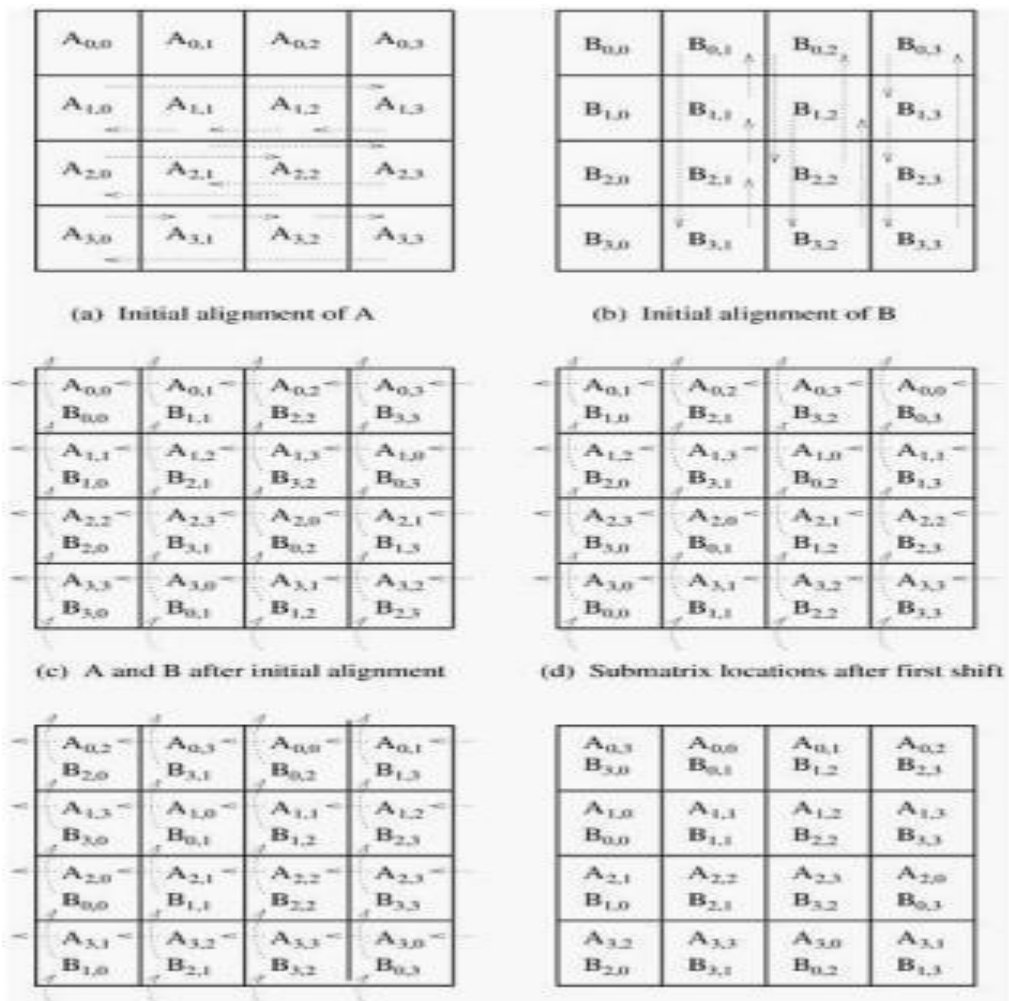 A0,0 A0,1 A0,2 A0,3
A1,0 A1,1 A1,2 A1,3
A2,0 A2,1 A2,2 A2,3
A3,0 A3,1 A3,2 A3,3
(a) Initial alignment of A
B0,0 B0,1 B0,2 B0,3
B1,0 B1,1 B1,2 B1,3
B2,0 B2,1 B2,2 B2,3
B3,0 B3,1 B3,2 B3,3
(b) Initial alignment of B
A0,0 A0,1 A0,2 A0,3
B0,0 B1,1 B2,2 B3,3
A1,1 A1,2 A1,3 A1,0
B1,0 B2,1 B3,2 B0,3
A2,2 A2,3 A2,0 A2,1
B2,0 B3,1 B0,2 B1,3
A3,3 A3,0 A3,1 A3,2
B3,0 B0,1 B1,2 B2,3
(c) A and B after initial alignment
A0,1 A0,2 A0,3 A0,0
B1,0 B2,1 B3,2 B0,3
A1,2 A1,3 A1,0 A1,1
B2,0 B3,1 B0,2 B1,3
A2,3 A2,0 A2,1 A2,2
B3,0 B0,1 B1,2 B2,3
A3,0 A3,1 A3,2 A3,3
B0,0 B1,1 B2,2 B3,3
(d) Submatrix locations after first shift
A0,2 A0,3 A0,0 A0,1
B2,0 B3,1 B0,2 B1,3
A1,3 A1,0 A1,1 A1,2
B3,0 B0,1 B1,2 B2,3
A2,0 A2,1 A2,2 A2,3
B0,0 B1,1 B2,2 B3,3
A3,1 A3,2 A3,3 A3,0
B1,0 B2,1 B3,2 B0,3
A0,3 A0,0 A0,1 A0,2
B3,0 B0,1 B1,2 B2,3
A1,0 A1,1 A1,2 A1,3
B0,0 B1,1 B2,2 B3,3
A2,1 A2,2 A2,3 A2,0
B1,0 B2,1 B3,2 B0,3
A3,2 A3,3 A3,0 A3,1
B2,0 B3,1 B0,2 B1,3